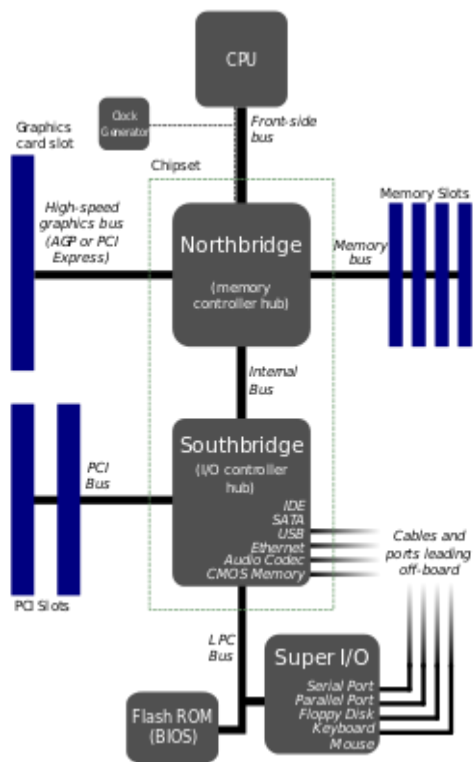 CPU
Clock
Generator
Front-side
bus
Graphics
card slot
Chipset
High-speed
graphics bus
(AGP or PCI
Express)
Northbridge
(memory
controller hub)
Memory
bus
Memory Slots
Internal
Bus
Southbridge
(I/O controller
hub)
PCI
Bus
PCI Slots
IDE
SATA
USB
Ethernet
Audio Codec
CMOS Memory
Cables and
ports leading
off-board
LPC
Bus
Super I/O
Serial Port
Parallel Port
Floppy Disk
Keyboard
Mouse
Flash ROM
(BIOS)